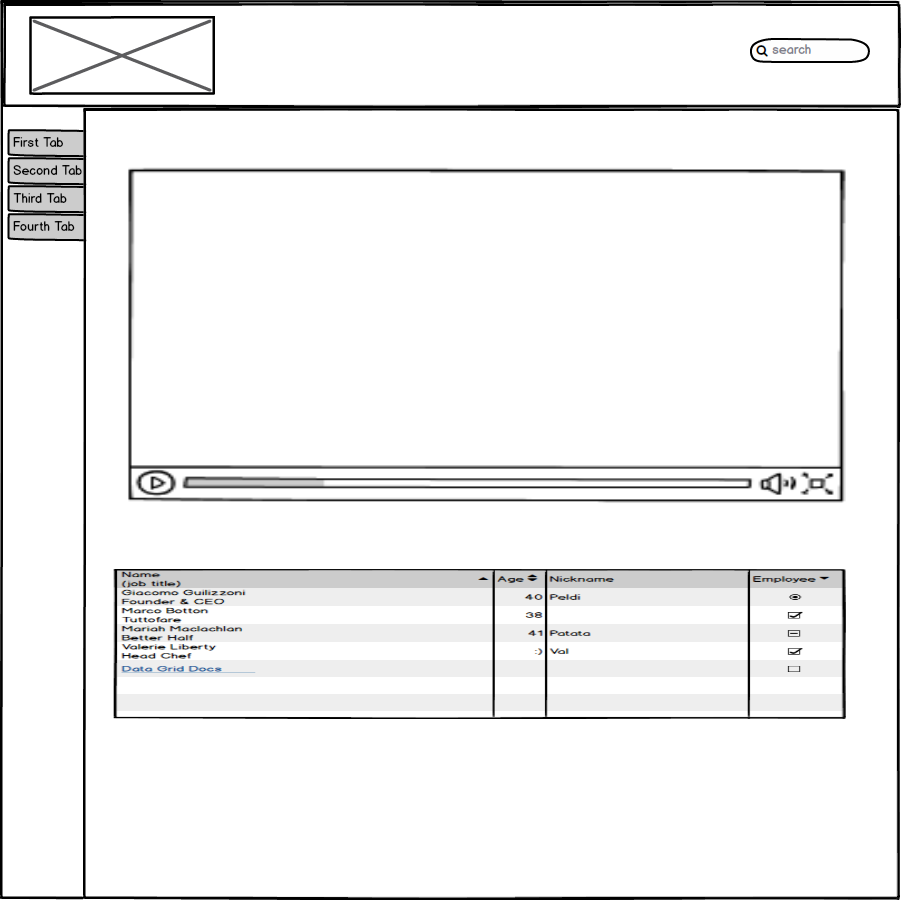 search
First Tab
Second Tab
Third Tab
Fourth Tab
Name
(job title)
Age
Nickname
Employee
Giacomo Guilizzoni
Founder & CEO
40
Peldi
Marco Botton
Tuttofare
38
Mariah Maclachlan
Better Half
41
Patata
Valerie Liberty
Head Chef
:)
Val
Data Grid Docs